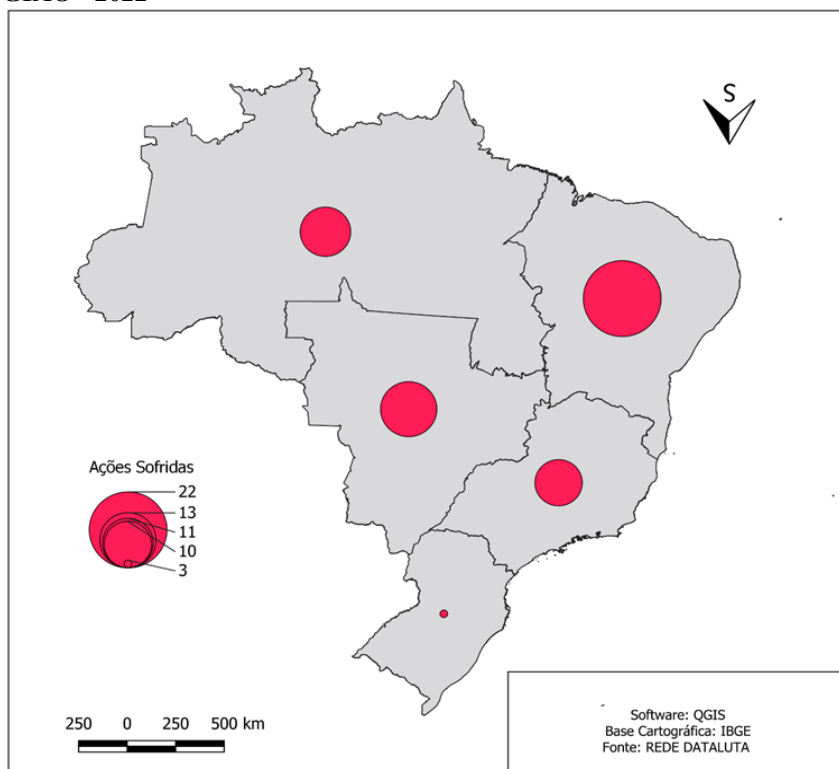 S
Ações Sofridas
22
13
11
10
3
250 0 250 500 km
Software: QGIS
Base Cartográfica: IBGE
Fonte: REDE DATALUTA